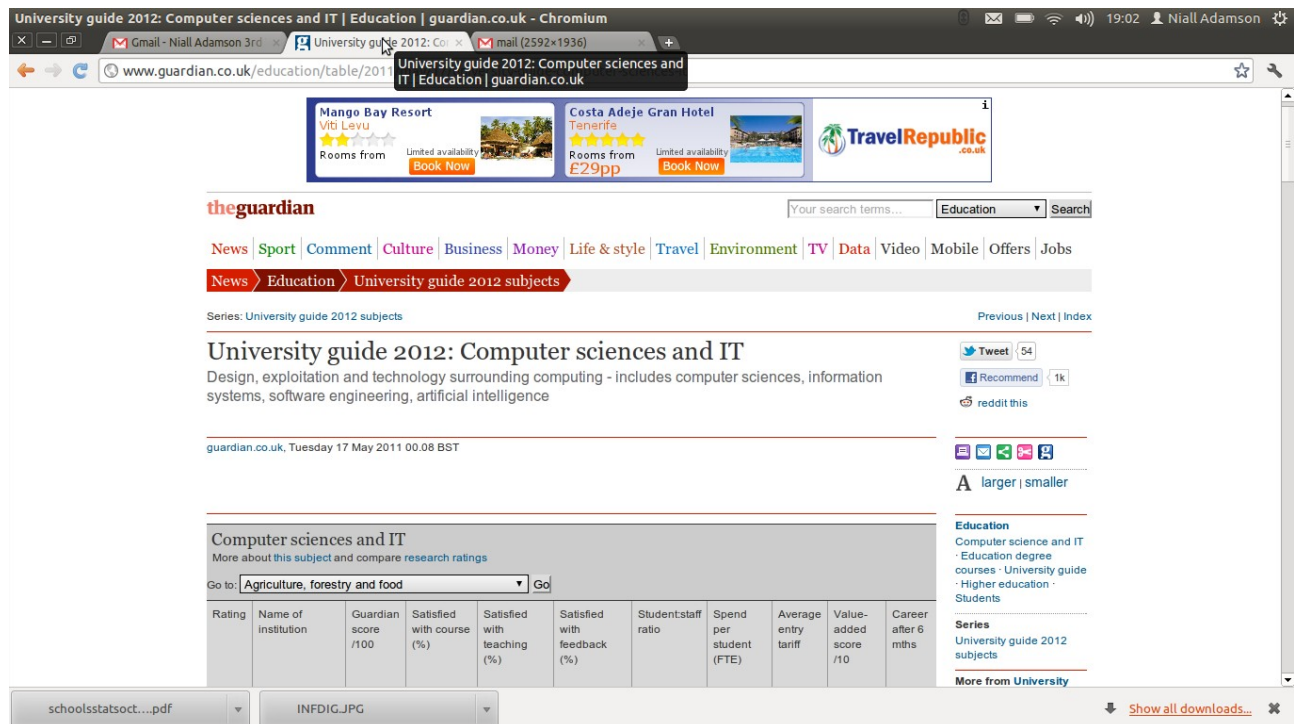 University guide 2012: Computer sciences and IT | Education | guardian.co.uk - Chromium
19:02 Niall Adamson
Gmail - Niall Adamson 3rd
University guide 2012: Co
mail (2592×1936)
www.guardian.co.uk/education/table/2011
University guide 2012: Computer sciences and
IT | Education | guardian.co.uk
Mango Bay Resort
Viti Levu
Rooms from
Limited availability
Book Now
Costa Adeje Gran Hotel
Tenerife
Rooms from
£29pp
Limited availability
Book Now
TravelRepublic
.co.uk
i
theguardian
Your search terms...
Education
Search
News Sport Comment Culture Business Money Life & style Travel Environment TV Data Video Mobile Offers Jobs
News Education University guide 2012 subjects
Series: University guide 2012 subjects
Previous | Next | Index
University guide 2012: Computer sciences and IT
Design, exploitation and technology surrounding computing - includes computer sciences, information
systems, software engineering, artificial intelligence
Tweet 54
Recommend 1k
reddit this
guardian.co.uk, Tuesday 17 May 2011 00.08 BST
A larger | smaller
Computer sciences and IT
More about this subject and compare research ratings
Go to: Agriculture, forestry and food Go
Rating
Name of
institution
Guardian
score
/100
Satisfied
with course
(%)
Satisfied
with
teaching
(%)
Satisfied
with
feedback
(%)
Student:staff
ratio
Spend
per
student
(FTE)
Average
entry
tariff
Value-
added
score
/10
Career
after 6
mths
Education
Computer science and IT
· Education degree
courses · University guide
· Higher education ·
Students
Series
University guide 2012
subjects
More from University
schoolsstatsoct....pdf
INFDIG.JPG
Show all downloads...